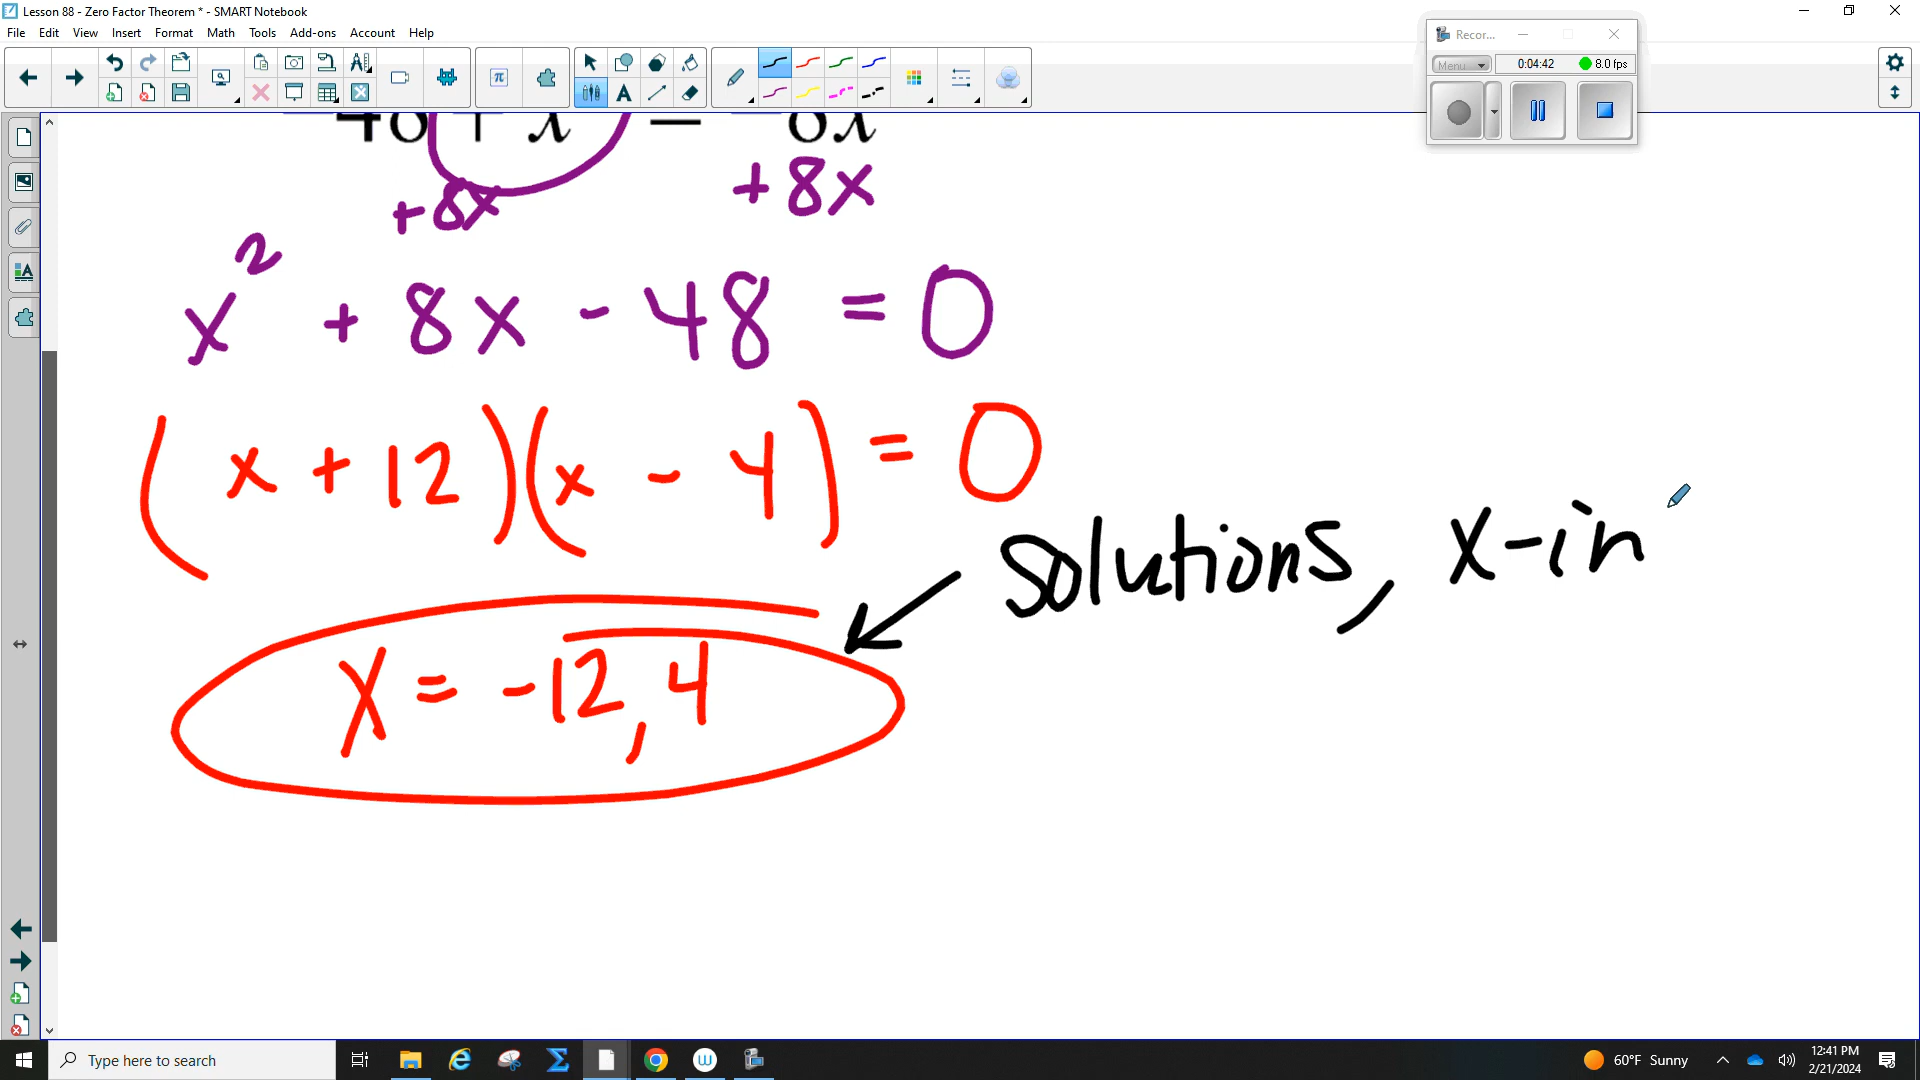 Lesson 88 - Zero Factor Theorem * - SMART Notebook
File Edit View Insert Format Math Tools Add-ons Account Help
Recor...
Menu 0:04:42 8.0 fps
+8x +8x
x² + 8x - 48 = 0
(x + 12)(x - 4) = 0
solutions, x-in
x = -12, 4
Type here to search
60°F Sunny
12:41 PM
2/21/2024